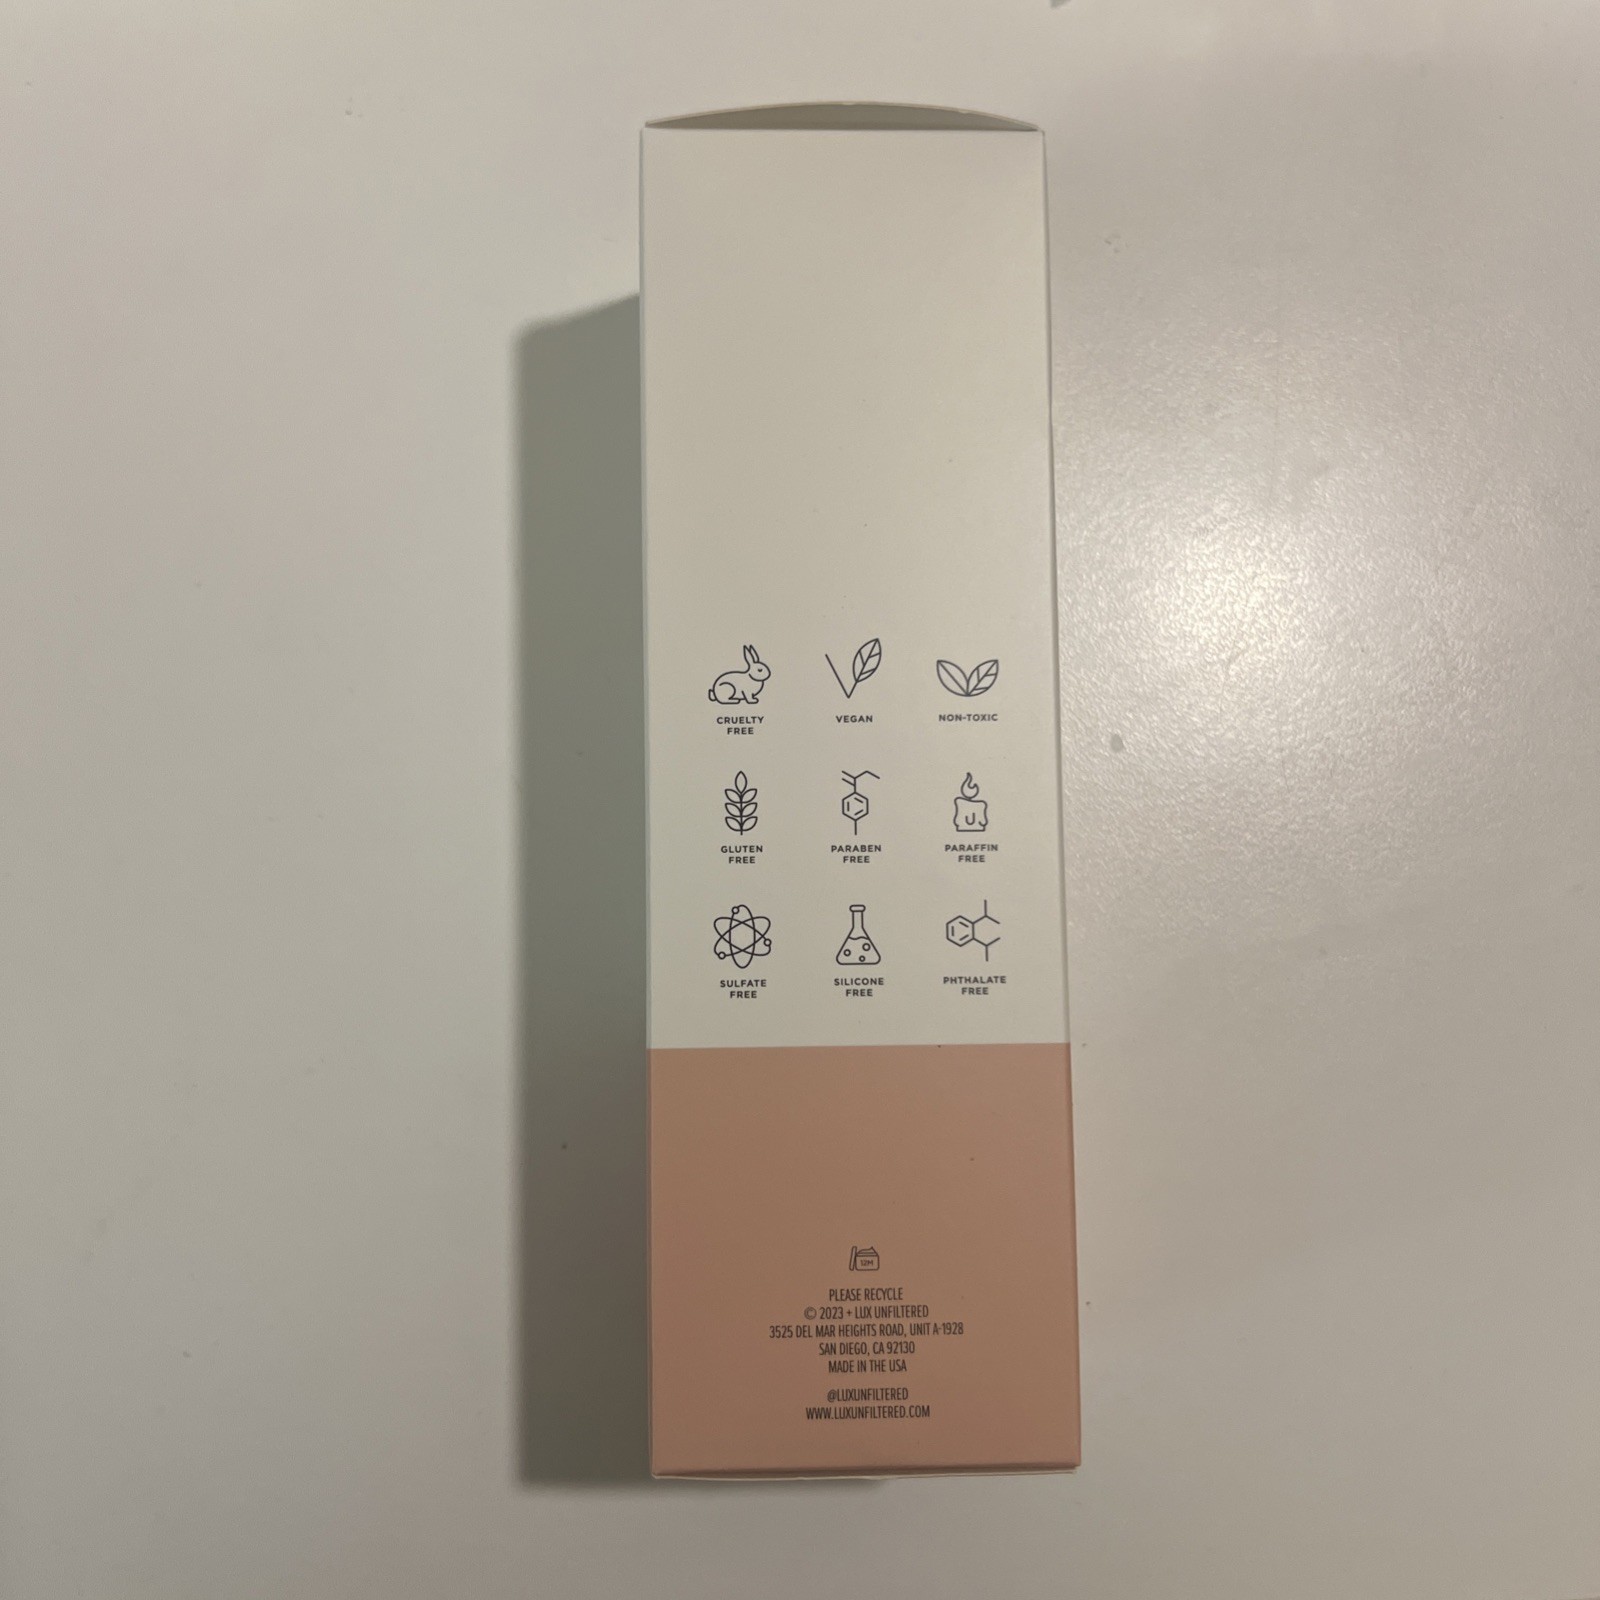 CRUELTY
FREE
VEGAN
NON-TOXIC
GLUTEN
FREE
PARABEN
FREE
PARAFFIN
FREE
SULFATE
FREE
SILICONE
FREE
PHTHALATE
FREE
12M
PLEASE RECYCLE
© 2023 + LUX UNFILTERED
3525 DEL MAR HEIGHTS ROAD, UNIT A-1928
SAN DIEGO, CA 92130
MADE IN THE USA
@LUXUNFILTERED
WWW.LUXUNFILTERED.COM